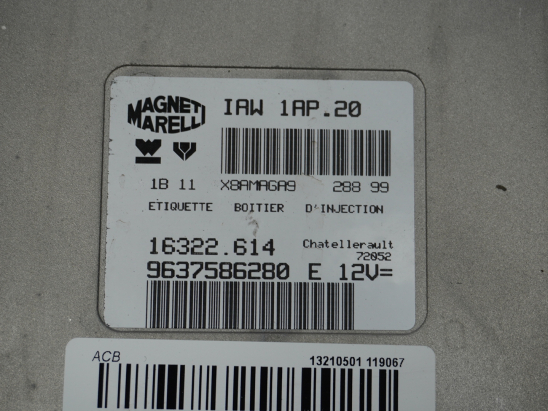 MAGNETI MARELLI
IAW 1AP.20
1B 11 X8AMAGA9 288 99
ETIQUETTE BOITIER D'INJECTION
16322.614 Chatellerault
72052
9637586280 E 12V=
ACB 13210501 119067